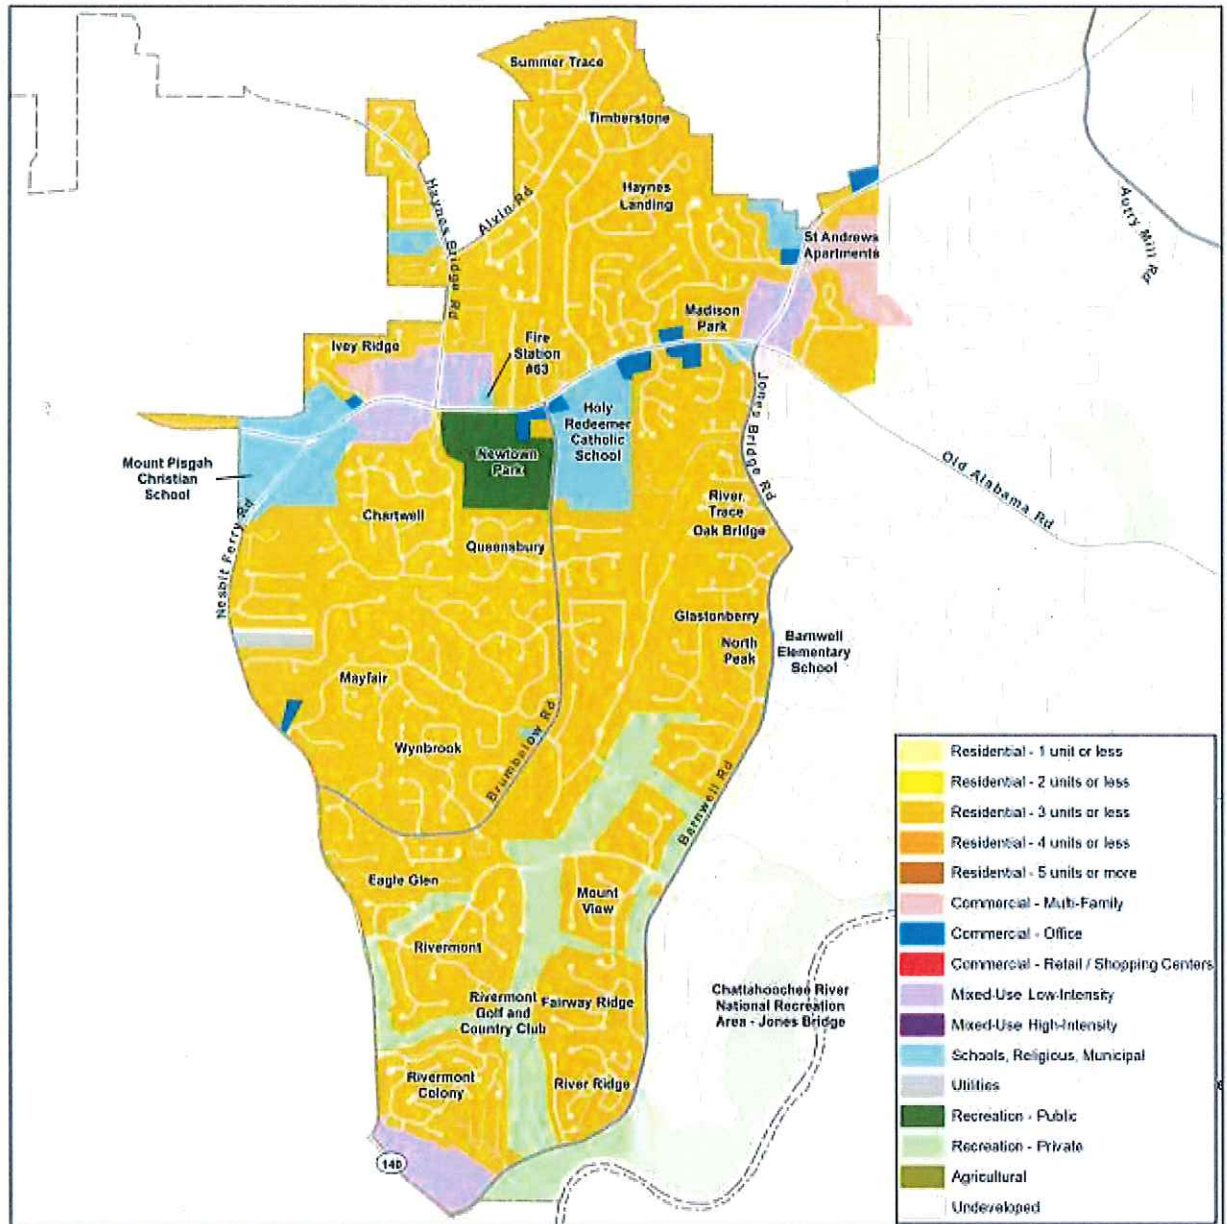 Summer Trace
Timberstone
Haynes
Landing
Alvin Rd
Haynes Bridge Rd
Autry Mill Rd
St Andrews
Apartments
Madison
Park
Fire
Station
#63
Ivey Ridge
Holy
Redeemer
Catholic
School
Jones Bridge Rd
Newtown
Park
Mount Pisgah
Christian
School
Old Alabama Rd
River
Trace
Oak Bridge
Chartwell
Queensbury
Nesbit Ferry Rd
Glastonberry
North
Peak
Barnwell
Elementary
School
Mayfair
Wynbrook
Brumbelow Rd
Barnwell Rd
Eagle Glen
Mount
View
Rivermont
Rivermont
Golf and
Country Club
Fairway Ridge
Chattahoochee River
National Recreation
Area - Jones Bridge
Rivermont
Colony
River Ridge
140
Residential - 1 unit or less
Residential - 2 units or less
Residential - 3 units or less
Residential - 4 units or less
Residential - 5 units or more
Commercial - Multi-Family
Commercial - Office
Commercial - Retail / Shopping Centers
Mixed-Use Low-Intensity
Mixed-Use High-Intensity
Schools, Religious, Municipal
Utilities
Recreation - Public
Recreation - Private
Agricultural
Undeveloped